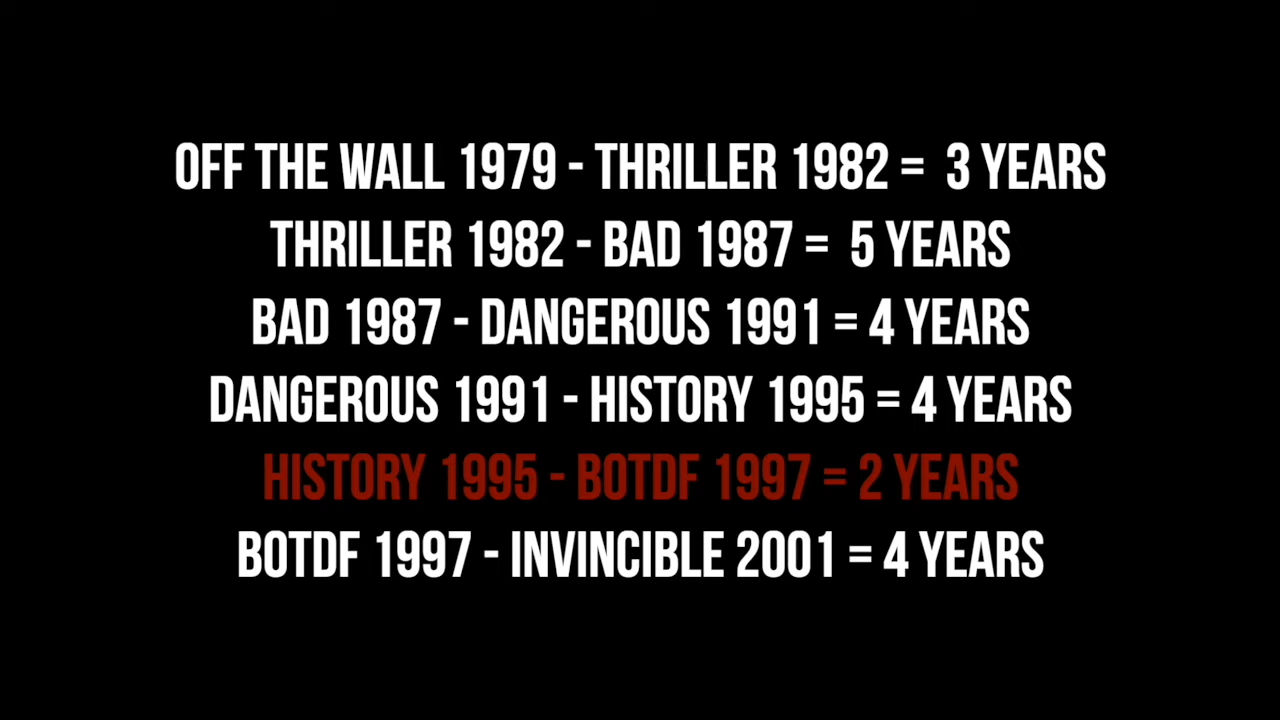 OFF THE WALL 1979 - THRILLER 1982 = 3 YEARS
THRILLER 1982 - BAD 1987 = 5 YEARS
BAD 1987 - DANGEROUS 1991 = 4 YEARS
DANGEROUS 1991 - HISTORY 1995 = 4 YEARS
HISTORY 1995 - BOTDF 1997 = 2 YEARS
BOTDF 1997 - INVINCIBLE 2001 = 4 YEARS